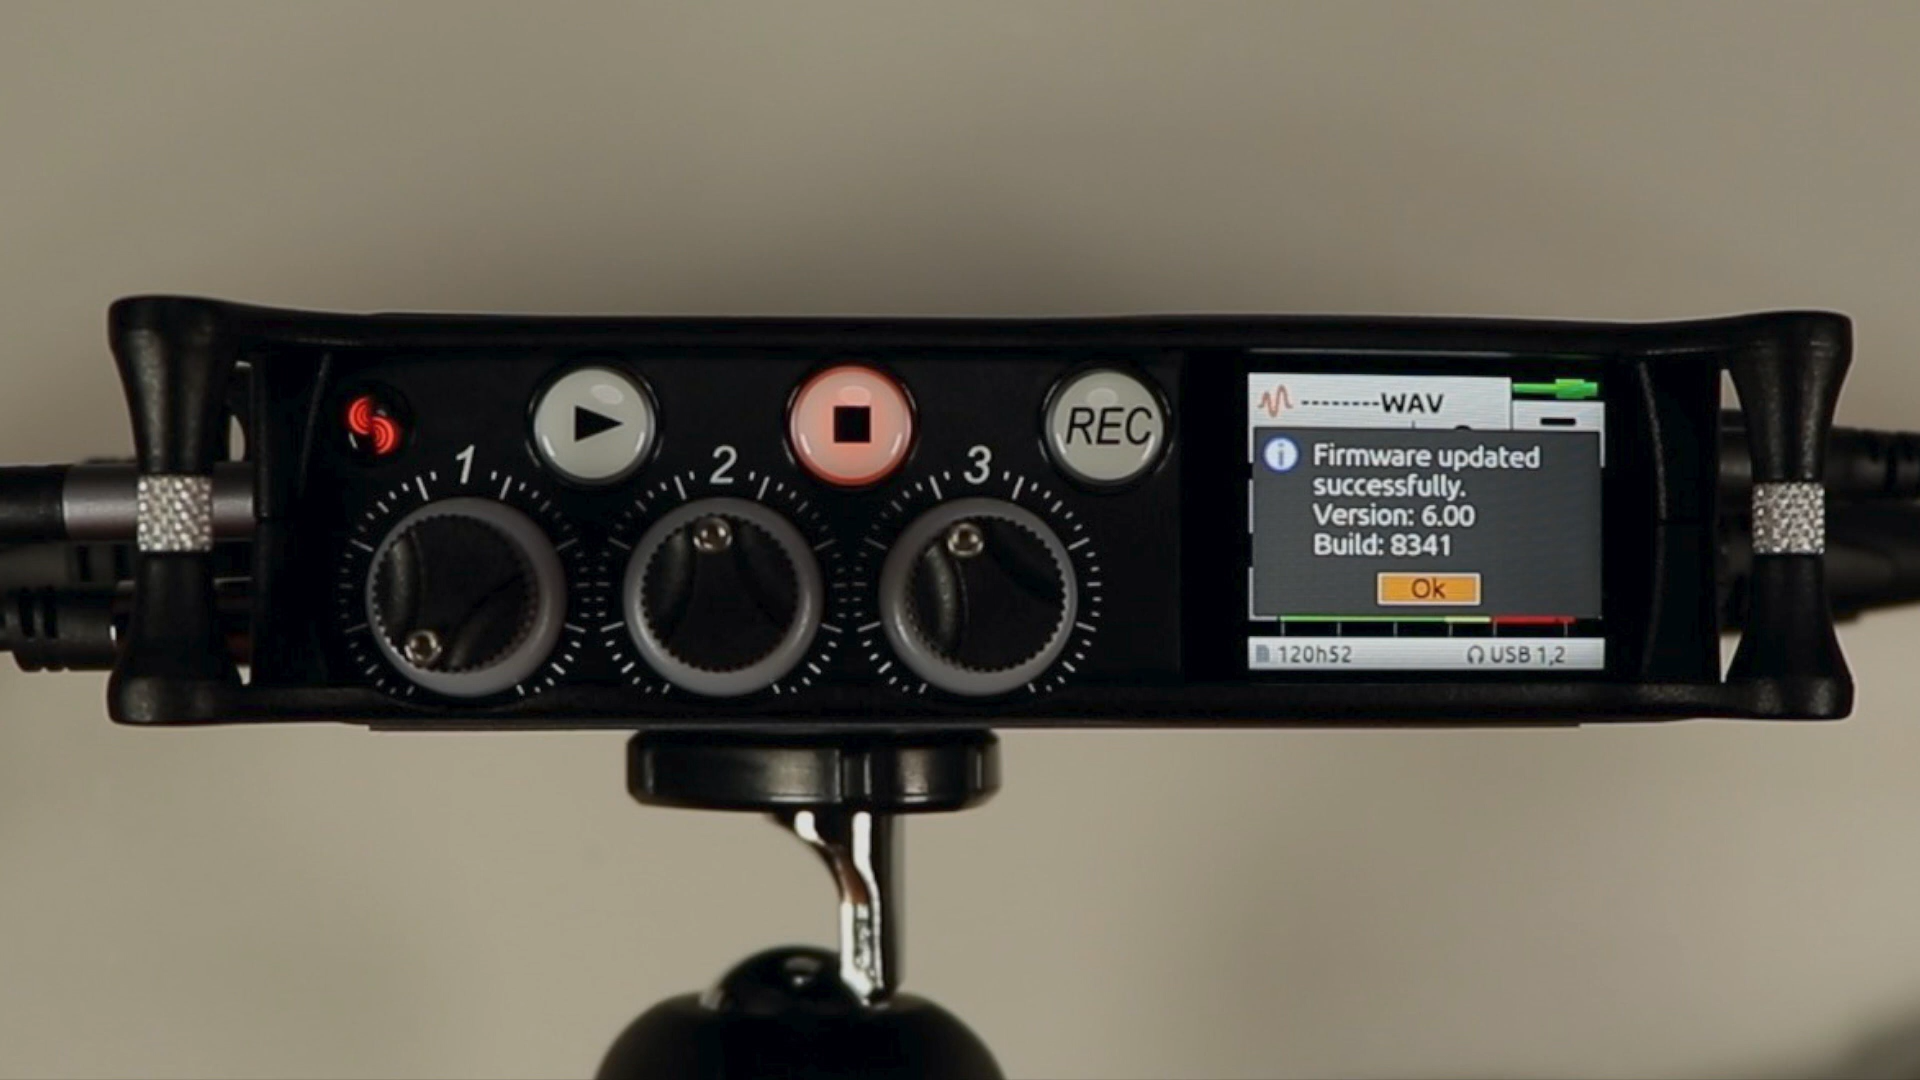 1
2
3
REC
--------WAV
Firmware updated
successfully.
Version: 6.00
Build: 8341
Ok
120h52
USB 1,2